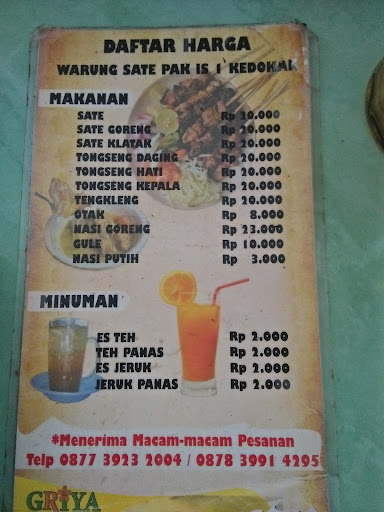 DAFTAR HARGA
WARUNG SATE PAK IS 1 KEDOKAN
MAKANAN
SATE Rp 20.000
SATE GORENG Rp 20.000
SATE KLATAK Rp 20.000
TONGSENG DAGING Rp 20.000
TONGSENG HATI Rp 20.000
TONGSENG KEPALA Rp 20.000
TENGKLENG Rp 20.000
OTAK Rp 8.000
NASI GORENG Rp 23.000
GULE Rp 10.000
NASI PUTIH Rp 3.000
MINUMAN
ES TEH Rp 2.000
TEH PANAS Rp 2.000
ES JERUK Rp 2.000
JERUK PANAS Rp 2.000
*Menerima Macam-macam Pesanan
Telp 0877 3923 2004 / 0878 3991 4295
GRIYA